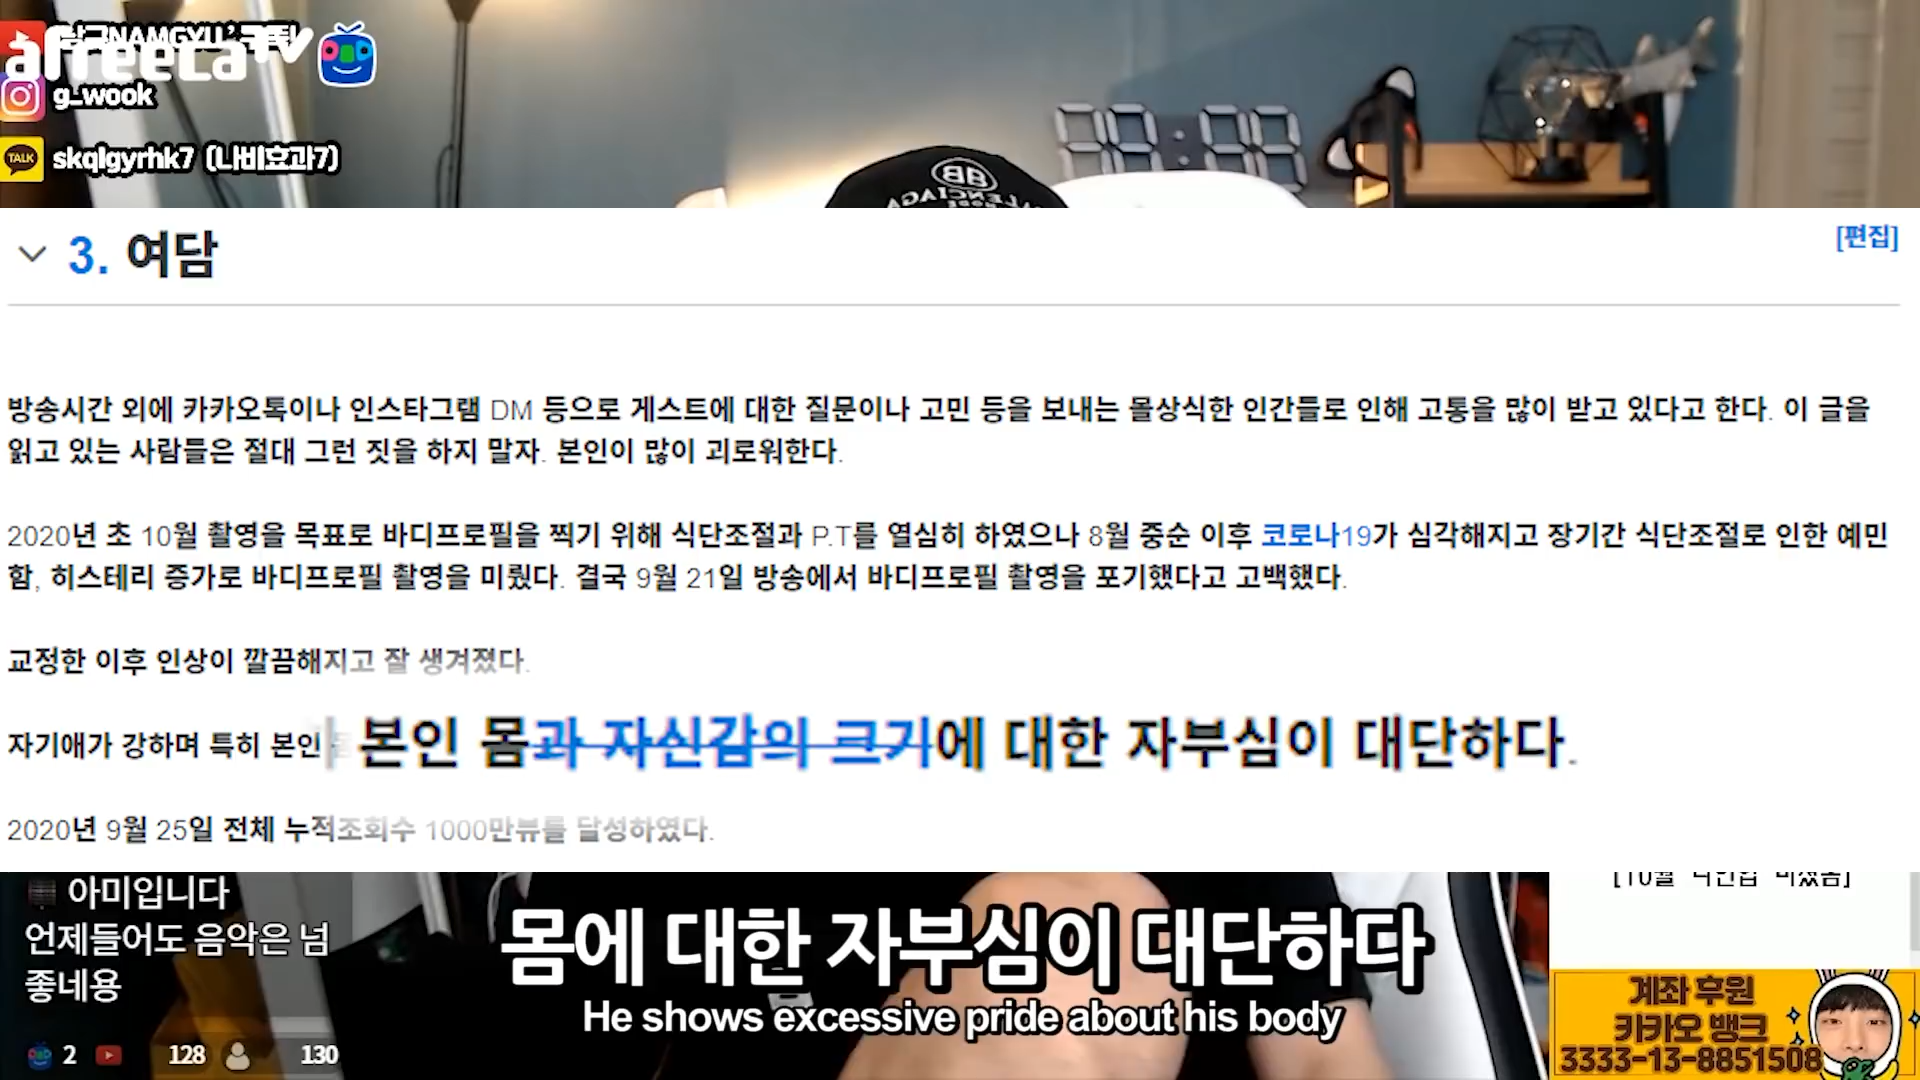 afreecaTV
g_wook
TALK
skqlgyrhk7 (나비효과7)
3. 여담
[편집]
방송시간 외에 카카오톡이나 인스타그램 DM 등으로 게스트에 대한 질문이나 고민 등을 보내는 몰상식한 인간들로 인해 고통을 많이 받고 있다고 한다. 이 글을
읽고 있는 사람들은 절대 그런 짓을 하지 말자. 본인이 많이 괴로워한다.
2020년 초 10월 촬영을 목표로 바디프로필을 찍기 위해 식단조절과 P.T를 열심히 하였으나 8월 중순 이후 코로나19가 심각해지고 장기간 식단조절로 인한 예민
함, 히스테리 증가로 바디프로필 촬영을 미뤘다. 결국 9월 21일 방송에서 바디프로필 촬영을 포기했다고 고백했다.
교정한 이후 인상이 깔끔해지고 잘 생겨졌다.
자기애가 강하며 특히 본인
본인 몸과 자신감의 크기에 대한 자부심이 대단하다.
2020년 9월 25일 전체 누적조회수 1000만뷰를 달성하였다.
아미입니다
언제들어도 음악은 넘
좋네용
2 128 130
몸에 대한 자부심이 대단하다
He shows excessive pride about his body
계좌 후원
카카오 뱅크
3333-13-8851508